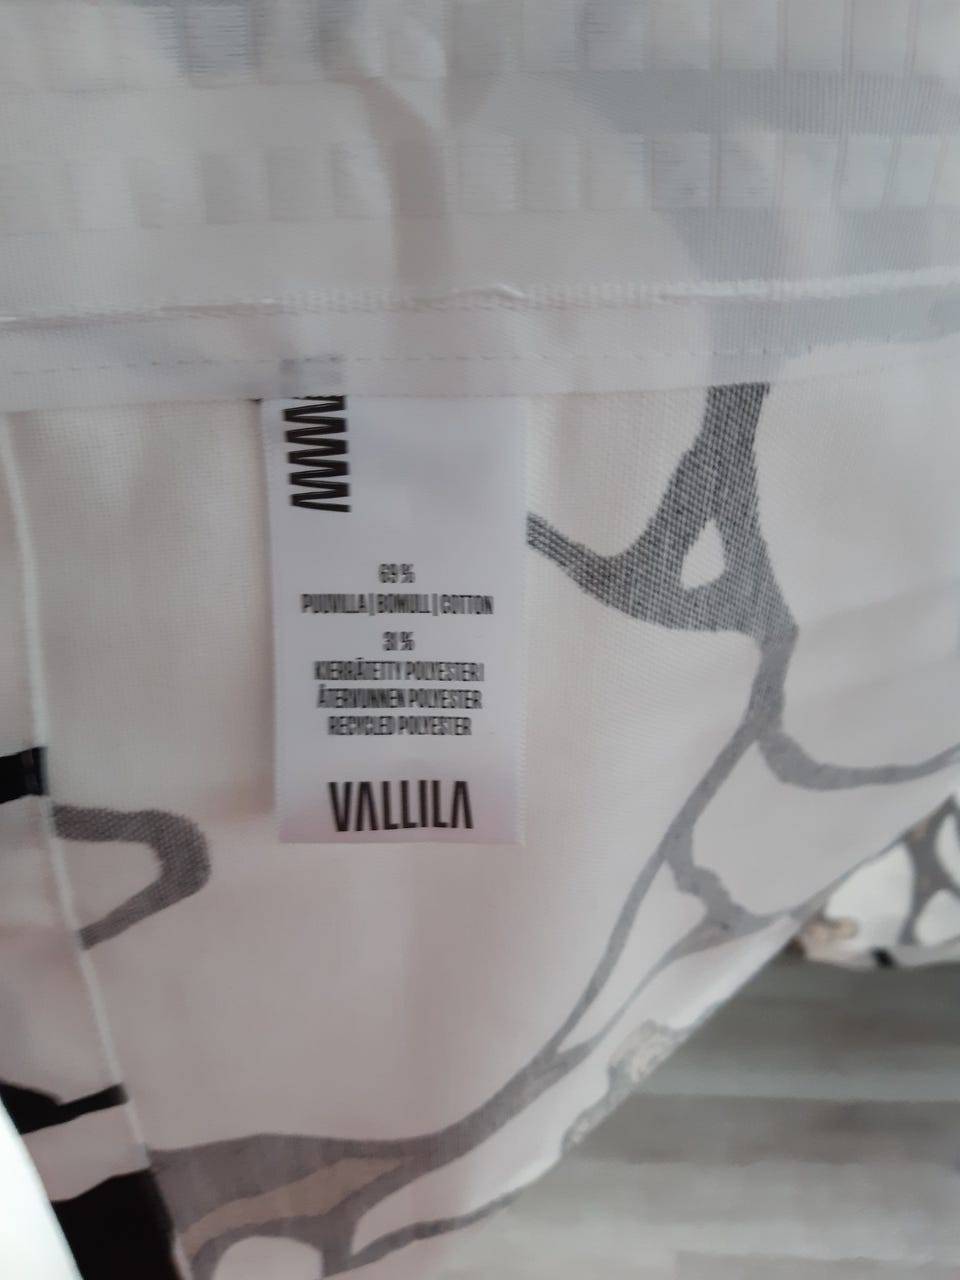 69 %
PUUVILLA | BOMULL | COTTON
31 %
KIERRÄTETTY POLYESTERI
ÅTERVUNNEN POLYESTER
RECYCLED POLYESTER
VALLILA